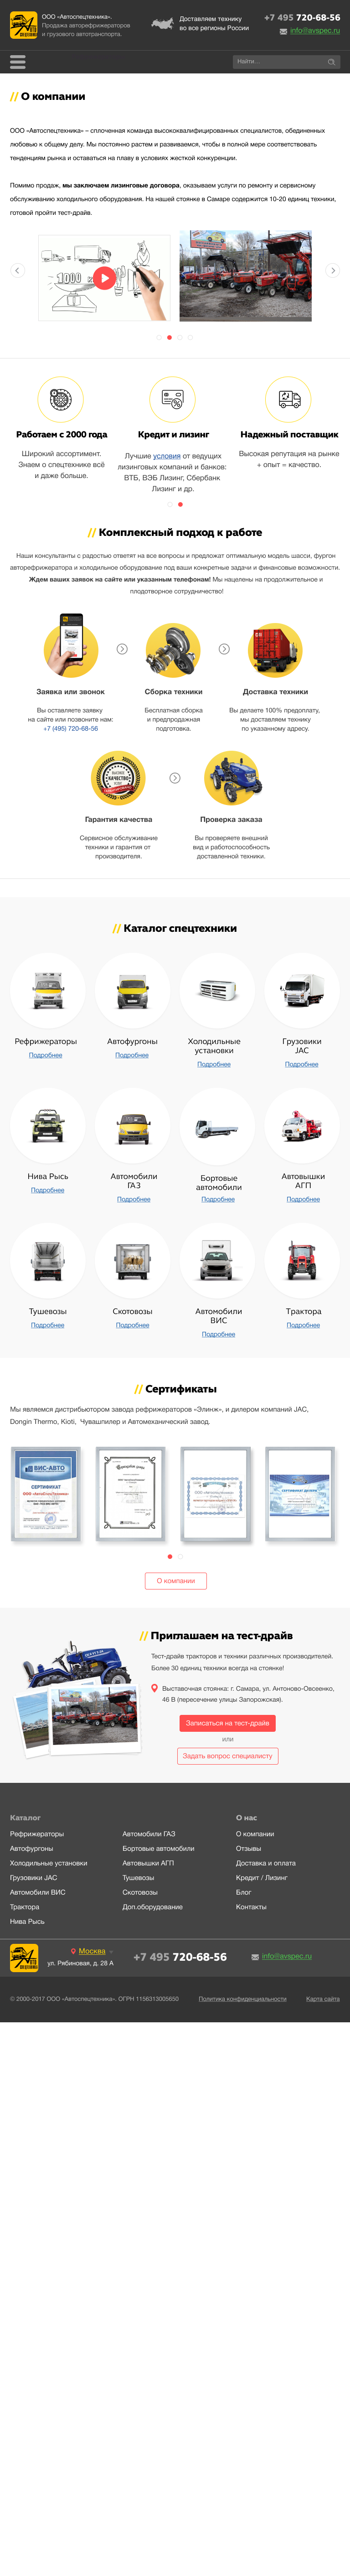 ООО «Автоспецтехника».
Продажа авторефрижераторов
и грузового автотранспорта.
Доставляем технику
во все регионы России
+7 495 720-68-56
info@avspec.ru
Найти...
// О компании
ООО «Автоспецтехника» – сплоченная команда высококвалифицированных специалистов, объединенных
любовью к общему делу. Мы постоянно растем и развиваемся, чтобы в полной мере соответствовать
тенденциям рынка и оставаться на плаву в условиях жесткой конкуренции.
Помимо продаж, мы заключаем лизинговые договора, оказываем услуги по ремонту и сервисному
обслуживанию холодильного оборудования. На нашей стоянке в Самаре содержится 10-20 единиц техники,
готовой пройти тест-драйв.
1000
Работаем с 2000 года
Широкий ассортимент.
Знаем о спецтехнике всё
и даже больше.
Кредит и лизинг
Лучшие условия от ведущих
лизинговых компаний и банков:
ВТБ, ВЭБ Лизинг, Сбербанк
Лизинг и др.
Надежный поставщик
Высокая репутация на рынке
+ опыт = качество.
// Комплексный подход к работе
Наши консультанты с радостью ответят на все вопросы и предложат оптимальную модель шасси, фургон
авторефрижератора и холодильное оборудование под ваши конкретные задачи и финансовые возможности.
Ждем ваших заявок на сайте или указанным телефонам! Мы нацелены на продолжительное и
плодотворное сотрудничество!
Заявка или звонок
Вы оставляете заявку
на сайте или позвоните нам:
+7 (495) 720-68-56
Сборка техники
Бесплатная сборка
и предпродажная
подготовка.
Доставка техники
Вы делаете 100% предоплату,
мы доставляем технику
по указанному адресу.
ВЫСОКОЕ
КАЧЕСТВО
Гарантия качества
Сервисное обслуживание
техники и гарантия от
производителя.
Проверка заказа
Вы проверяете внешний
вид и работоспособность
доставленной техники.
// Каталог спецтехники
Рефрижераторы
Подробнее
Автофургоны
Подробнее
Холодильные
установки
Подробнее
Грузовики
JAC
Подробнее
Нива Рысь
Подробнее
Автомобили
ГАЗ
Подробнее
Бортовые
автомобили
Подробнее
Автовышки
АГП
Подробнее
Тушевозы
Подробнее
Скотовозы
Подробнее
Автомобили
ВИС
Подробнее
Трактора
Подробнее
// Сертификаты
Мы являемся дистрибьютором завода рефрижераторов «Элинж», и дилером компаний JAC,
Dongin Thermo, Kioti, Чувашпилер и Автомеханический завод.
ВИС-АВТО
СЕРТИФИКАТ
О компании
// Приглашаем на тест-драйв
Тест-драйв тракторов и техники различных производителей.
Более 30 единиц техники всегда на стоянке!
Выставочная стоянка: г. Самара, ул. Антоново-Овсеенко,
46 В (пересечение улицы Запорожская).
Записаться на тест-драйв
или
Задать вопрос специалисту
Каталог
Рефрижераторы
Автофургоны
Холодильные установки
Грузовики JAC
Автомобили ВИС
Трактора
Нива Рысь
Автомобили ГАЗ
Бортовые автомобили
Автовышки АГП
Тушевозы
Скотовозы
Доп.оборудование
О нас
О компании
Отзывы
Доставка и оплата
Кредит / Лизинг
Блог
Контакты
Москва
ул. Рябиновая, д. 28 А
+7 495 720-68-56
info@avspec.ru
© 2000-2017 ООО «Автоспецтехника». ОГРН 1156313005650
Политика конфиденциальности
Карта сайта